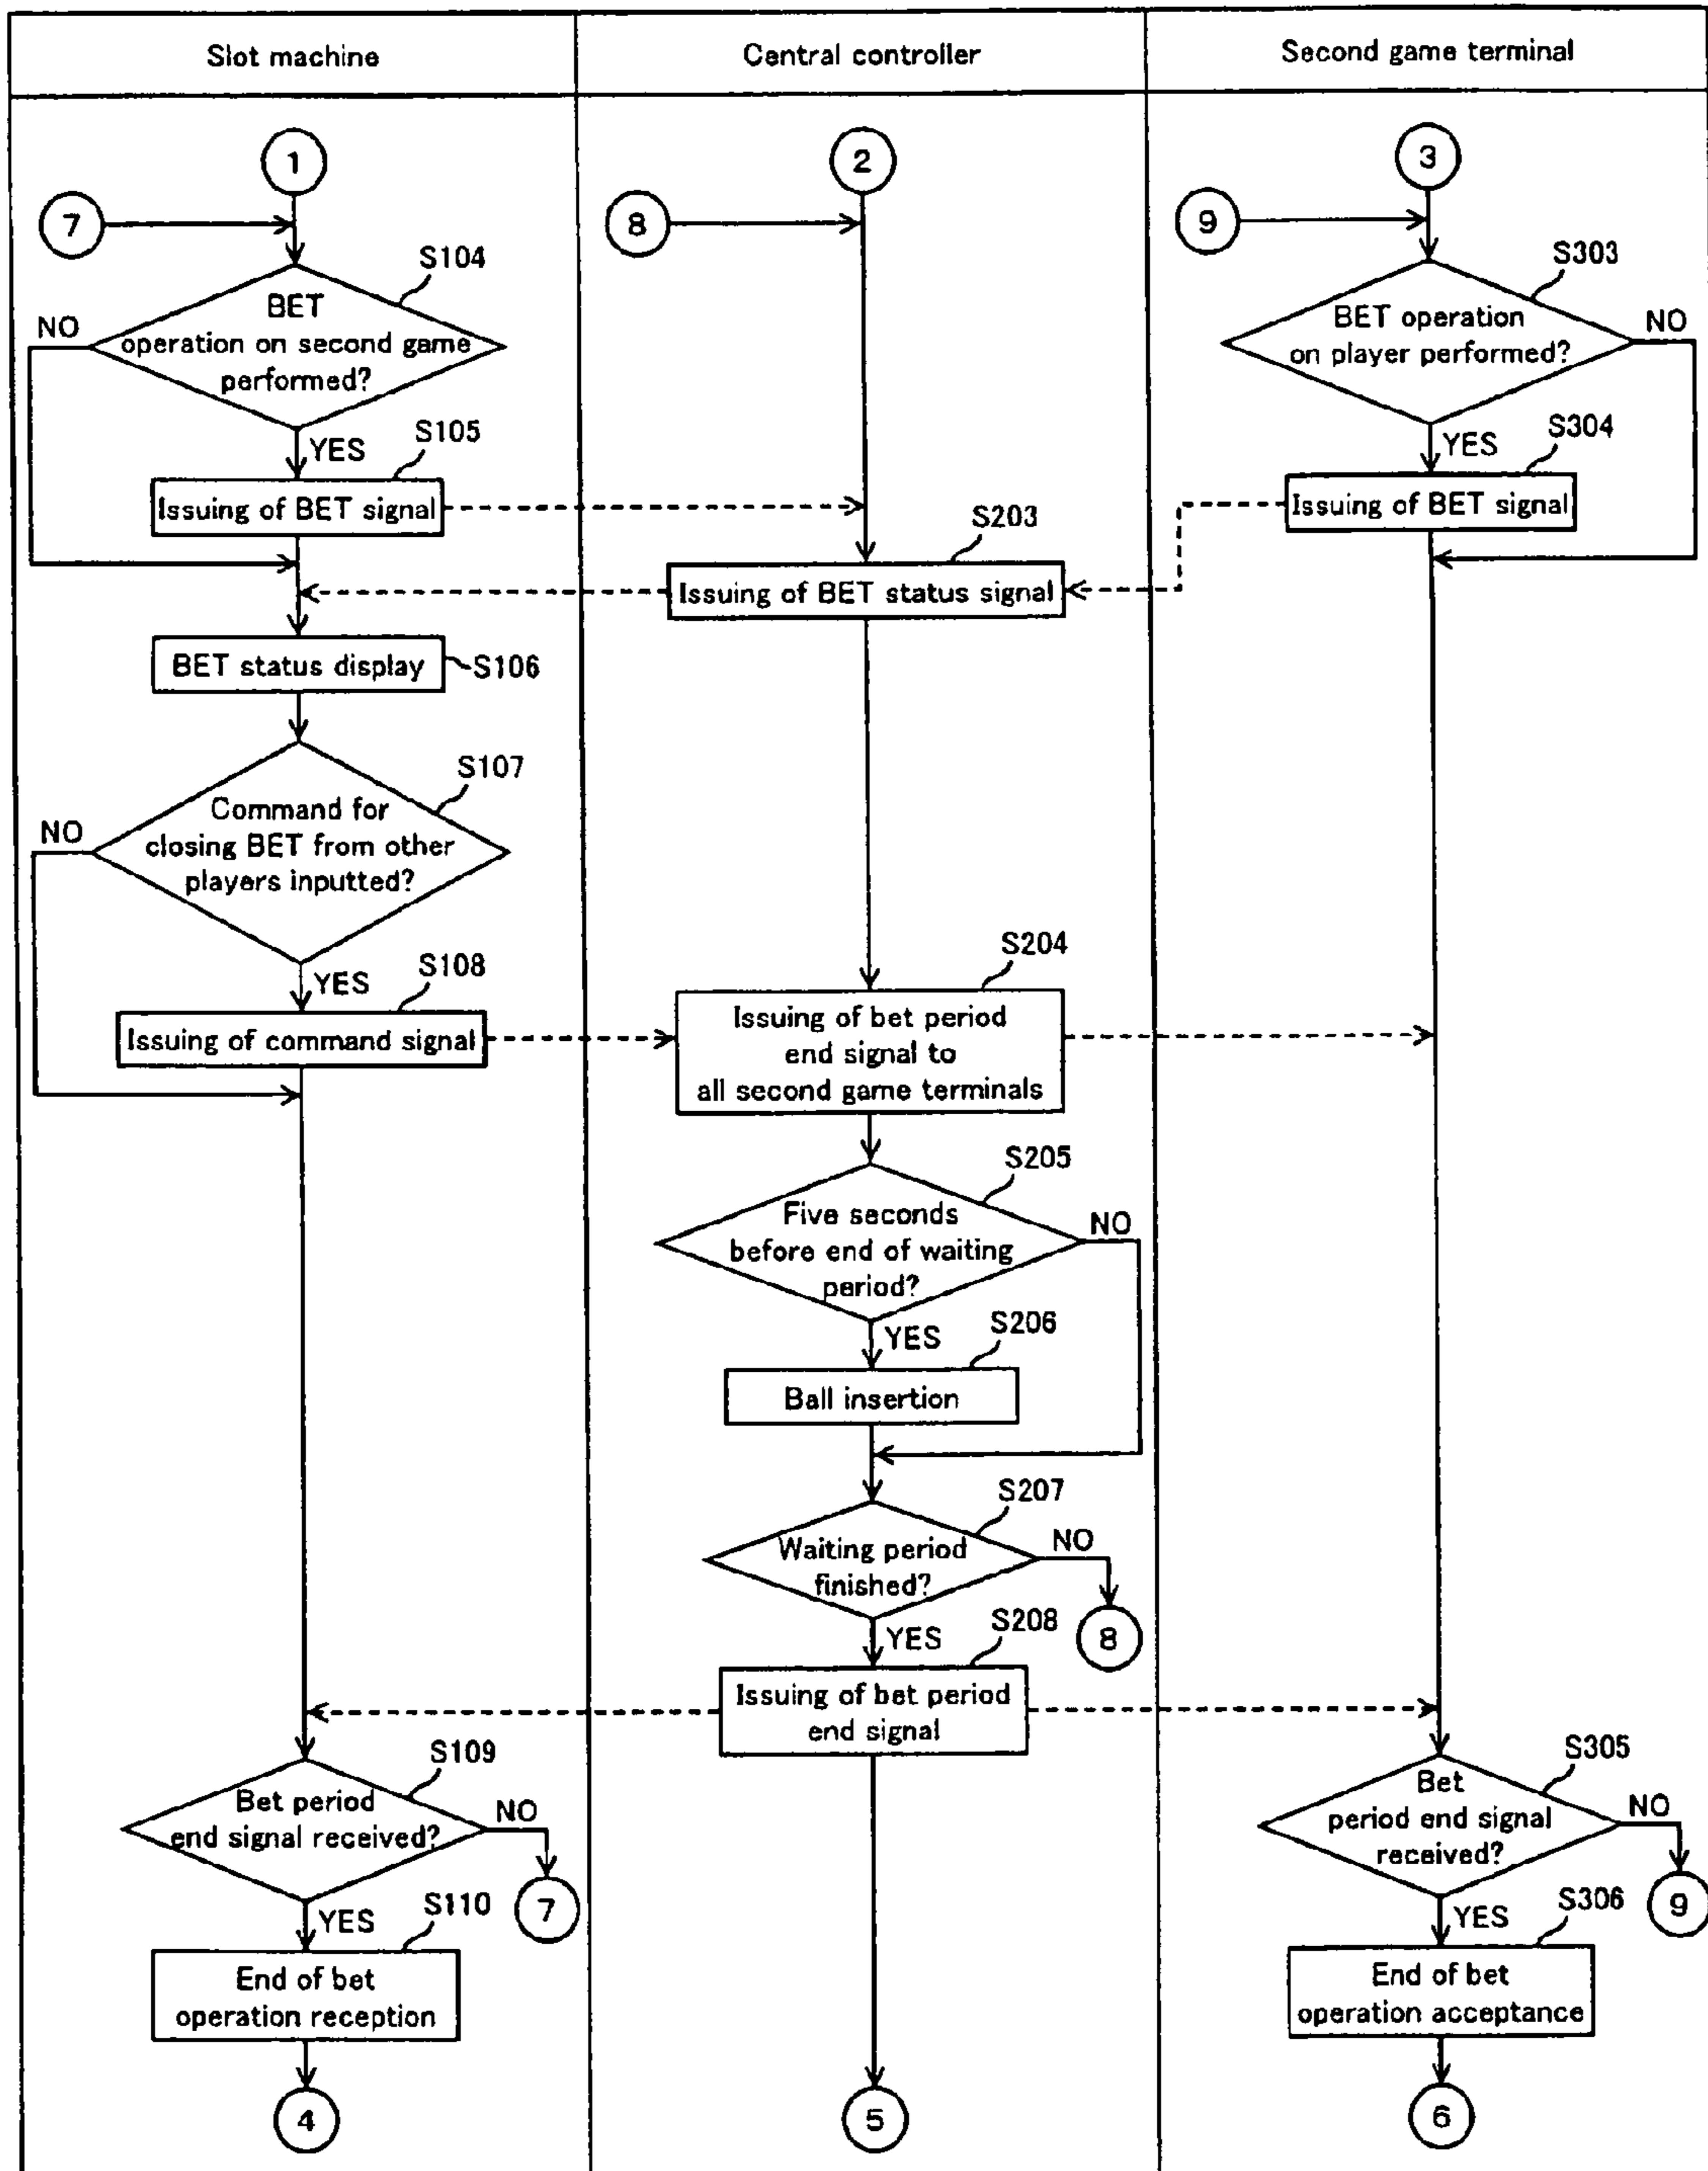 Slot machine
Central controller
Second game terminal
1
7
S104
BET
operation on second game
performed?
NO
YES
S105
Issuing of BET signal
BET status display
S106
S107
Command for
closing BET from other
players inputted?
NO
YES
S108
Issuing of command signal
S109
Bet period
end signal received?
NO
7
YES
S110
End of bet
operation reception
4
2
8
S203
Issuing of BET status signal
S204
Issuing of bet period
end signal to
all second game terminals
S205
Five seconds
before end of waiting
period?
NO
YES
S206
Ball insertion
S207
Waiting period
finished?
NO
8
YES
S208
Issuing of bet period
end signal
5
3
9
S303
BET operation
on player performed?
NO
YES
S304
Issuing of BET signal
S305
Bet
period end signal
received?
NO
9
YES
S306
End of bet
operation acceptance
6